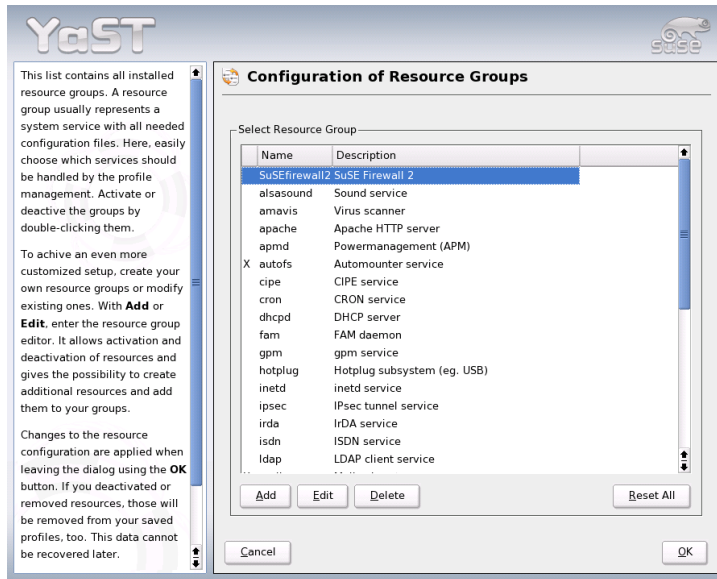 YaST
suse
This list contains all installed
resource groups. A resource
group usually represents a
system service with all needed
configuration files. Here, easily
choose which services should
be handled by the profile
management. Activate or
deactive the groups by
double-clicking them.
To achive an even more
customized setup, create your
own resource groups or modify
existing ones. With Add or
Edit, enter the resource group
editor. It allows activation and
deactivation of resources and
gives the possibility to create
additional resources and add
them to your groups.
Changes to the resource
configuration are applied when
leaving the dialog using the OK
button. If you deactivated or
removed resources, those will
be removed from your saved
profiles, too. This data cannot
be recovered later.
Configuration of Resource Groups
Select Resource Group
Name Description
SuSEfirewall2 SuSE Firewall 2
alsasound Sound service
amavis Virus scanner
apache Apache HTTP server
apmd Powermanagement (APM)
X autofs Automounter service
cipe CIPE service
cron CRON service
dhcpd DHCP server
fam FAM daemon
gpm gpm service
hotplug Hotplug subsystem (eg. USB)
inetd inetd service
ipsec IPsec tunnel service
irda IrDA service
isdn ISDN service
ldap LDAP client service
Add Edit Delete Reset All
Cancel OK